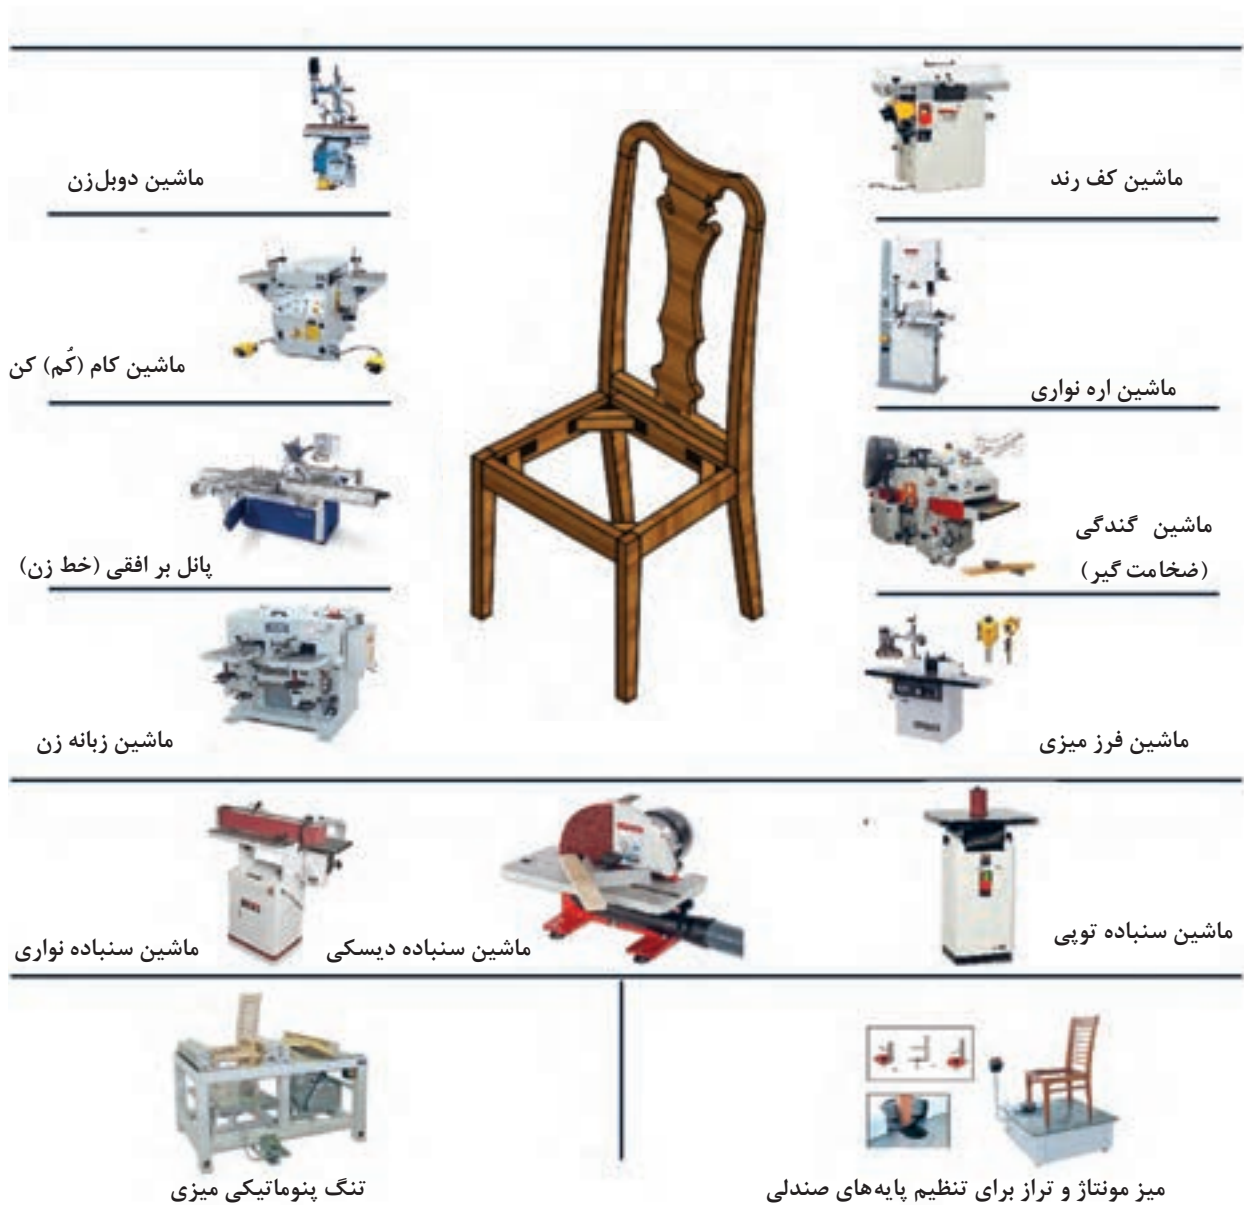 ماشین کف رند
ماشین دوبل‌زن
ماشین اره نواری
ماشین کام (کُم) کن
ماشین گندگی
(ضخامت گیر)
پانل بر افقی (خط زن)
ماشین فرز میزی
ماشین زبانه زن
ماشین سنباده توپی
ماشین سنباده دیسکی
ماشین سنباده نواری
میز مونتاژ و تراز برای تنظیم پایه‌های صندلی
تنگ پنوماتیکی میزی